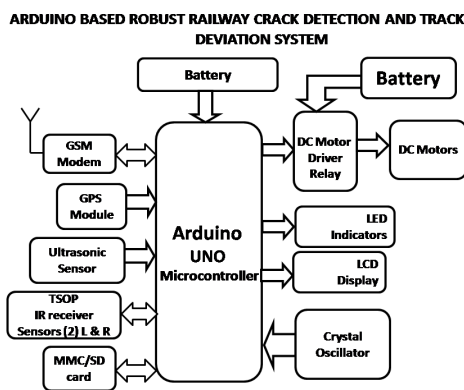 ARDUINO BASED ROBUST RAILWAY CRACK DETECTION AND TRACK
DEVIATION SYSTEM
Battery
Battery
GSM
Modem
GPS
Module
Ultrasonic
Sensor
TSOP
IR receiver
Sensors (2) L & R
MMC/SD
card
Arduino
UNO
Microcontroller
DC Motor
Driver
Relay
DC Motors
LED
Indicators
LCD
Display
Crystal
Oscillator